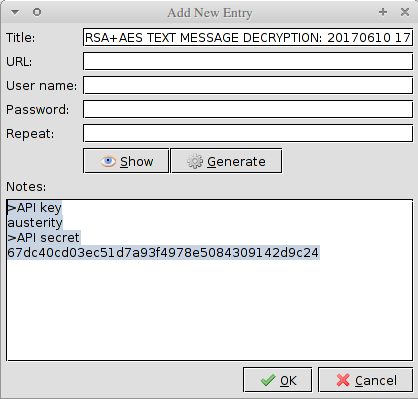 Add New Entry
Title: RSA+AES TEXT MESSAGE DECRYPTION: 20170610 17
URL:
User name:
Password:
Repeat:
Show Generate
Notes:
>API key
austerity
>API secret
67dc40cd03ec51d7a93f4978e5084309142d9c24
OK Cancel